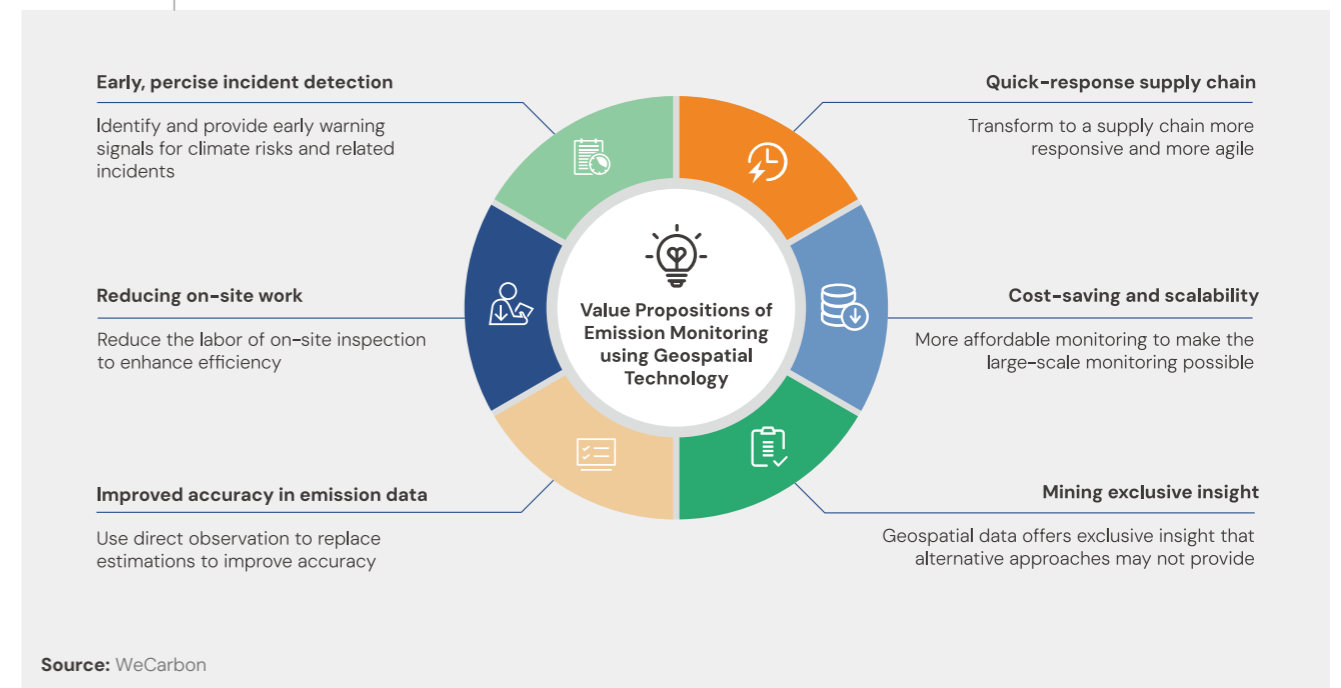 Early, percise incident detection
Identify and provide early warning
signals for climate risks and related
incidents
Quick-response supply chain
Transform to a supply chain more
responsive and more agile
Reducing on-site work
Reduce the labor of on-site inspection
to enhance efficiency
Value Propositions of
Emission Monitoring
using Geospatial
Technology
Cost-saving and scalability
More affordable monitoring to make the
large-scale monitoring possible
Improved accuracy in emission data
Use direct observation to replace
estimations to improve accuracy
Mining exclusive insight
Geospatial data offers exclusive insight that
alternative approaches may not provide
Source: WeCarbon